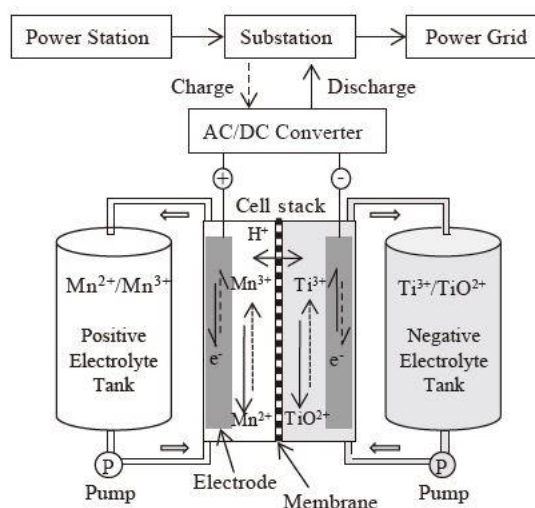 Power Station
Substation
Power Grid
Charge
Discharge
AC/DC Converter
+
-
Cell stack
H⁺
Mn²⁺/Mn³⁺
Mn³⁺
Ti³⁺
Ti³⁺/TiO²⁺
Positive
Electrolyte
Tank
e⁻
e⁻
Negative
Electrolyte
Tank
Mn²⁺
TiO²⁺
P
P
Pump
Electrode
Membrane
Pump